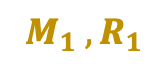 M₁ , R₁